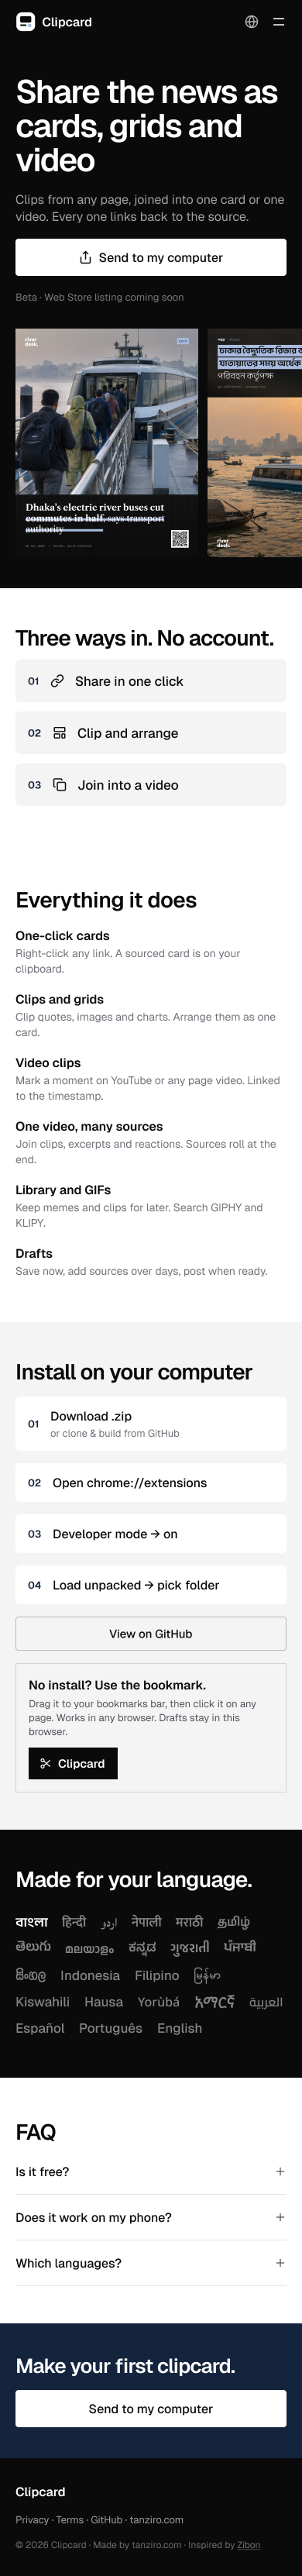 Clipcard
Share the news as
cards, grids and
video
Clips from any page, joined into one card or one
video. Every one links back to the source.
Send to my computer
Beta · Web Store listing coming soon
river
desk.
Dhaka's electric river buses cut
commutes in half, says transport
authority
ঢাকার বৈদ্যুতিক রিভার ব
যাতায়াতের সময় অর্ধেক
পরিবহন কর্তৃপক্ষ
river
desk.
Three ways in. No account.
01 Share in one click
02 Clip and arrange
03 Join into a video
Everything it does
One-click cards
Right-click any link. A sourced card is on your
clipboard.
Clips and grids
Clip quotes, images and charts. Arrange them as one
card.
Video clips
Mark a moment on YouTube or any page video. Linked
to the timestamp.
One video, many sources
Join clips, excerpts and reactions. Sources roll at the
end.
Library and GIFs
Keep memes and clips for later. Search GIPHY and
KLIPY.
Drafts
Save now, add sources over days, post when ready.
Install on your computer
01 Download .zip
or clone & build from GitHub
02 Open chrome://extensions
03 Developer mode → on
04 Load unpacked → pick folder
View on GitHub
No install? Use the bookmark.
Drag it to your bookmarks bar, then click it on any
page. Works in any browser. Drafts stay in this
browser.
Clipcard
Made for your language.
বাংলা हिन्दी اردو नेपाली मराठी தமிழ்
తెలుగు മലയാളം ಕನ್ನಡ ગુજરાતી ਪੰਜਾਬੀ
සිංහල Indonesia Filipino မြန်မာ
Kiswahili Hausa Yorùbá አማርኛ العربية
Español Português English
FAQ
Is it free?
Does it work on my phone?
Which languages?
Make your first clipcard.
Send to my computer
Clipcard
Privacy · Terms · GitHub · tanziro.com
© 2026 Clipcard · Made by tanziro.com · Inspired by Zibon